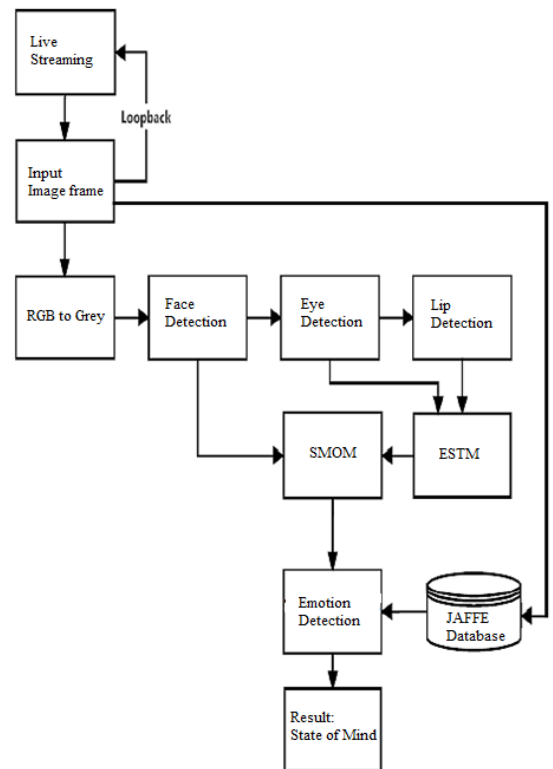 Live
Streaming
Loopback
Input
Image frame
RGB to Grey
Face
Detection
Eye
Detection
Lip
Detection
SMOM
ESTM
Emotion
Detection
JAFFE
Database
Result:
State of Mind